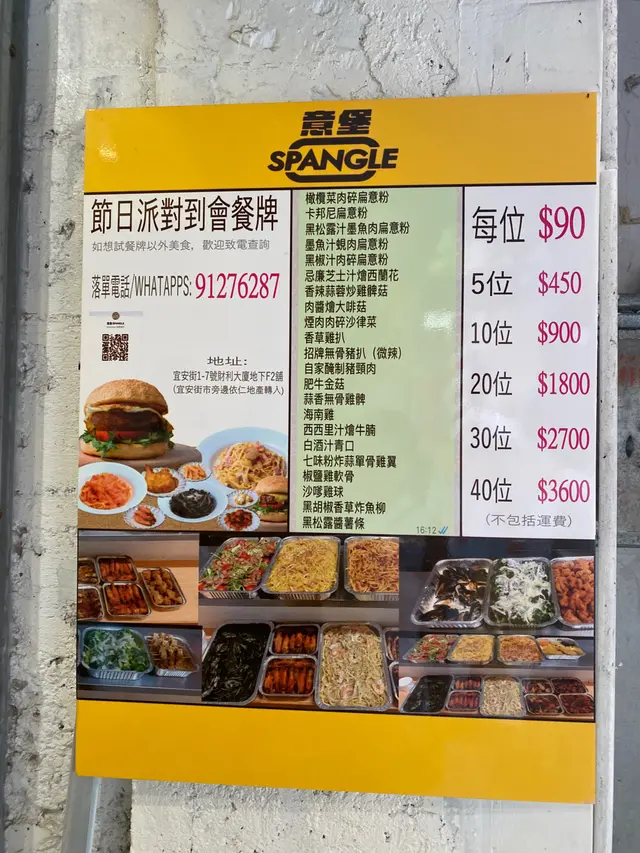 意堡
SPANGLE
節日派對到會餐牌
如想試餐牌以外美食，歡迎致電查詢
落單電話/WHATAPPS: 91276287
地址：
宜安街1-7號財利大廈地下F2舖
(宜安街市旁邊依仁地產轉入)
橄欖菜肉碎扁意粉
卡邦尼扁意粉
黑松露汁墨魚肉扁意粉
墨魚汁蜆肉扁意粉
黑椒汁肉碎扁意粉
忌廉芝士汁燴西蘭花
香辣蒜蓉炒雞髀菇
肉醬燴大啡菇
煙肉肉碎沙律菜
香草雞扒
招牌無骨豬扒（微辣）
自家醃制豬頸肉
肥牛金菇
蒜香無骨雞髀
海南雞
西西里汁燴牛腩
白酒汁青口
七味粉炸蒜單骨雞翼
椒鹽雞軟骨
沙嗲雞球
黑胡椒香草炸魚柳
黑松露醬薯條
16:12
每位 $90
5位 $450
10位 $900
20位 $1800
30位 $2700
40位 $3600
（不包括運費）